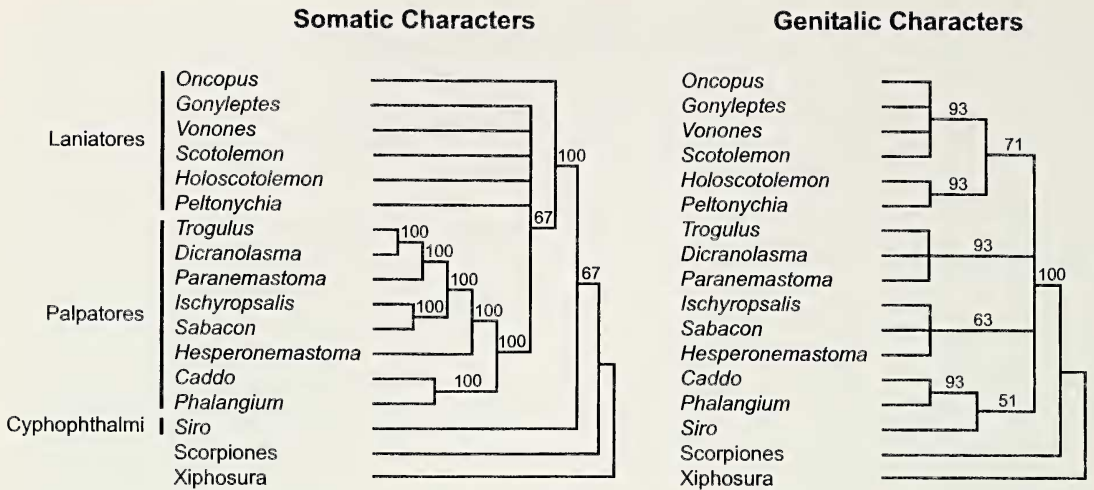 Somatic Characters
Genitalic Characters
Laniatores
Palpatores
Cyphophthalmi
Oncopus
Gonyleptes
Vonones
Scotolemon
Holoscotolemon
Peltonychia
Trogulus
Dicranolasma
Paranemastoma
Ischyropsalis
Sabacon
Hesperonemastoma
Caddo
Phalangium
Siro
Scorpiones
Xiphosura
100
67
100
100
100
100
100
100
100
67
Oncopus
Gonyleptes
Vonones
Scotolemon
Holoscotolemon
Peltonychia
Trogulus
Dicranolasma
Paranemastoma
Ischyropsalis
Sabacon
Hesperonemastoma
Caddo
Phalangium
Siro
Scorpiones
Xiphosura
93
71
93
93
100
63
93
51